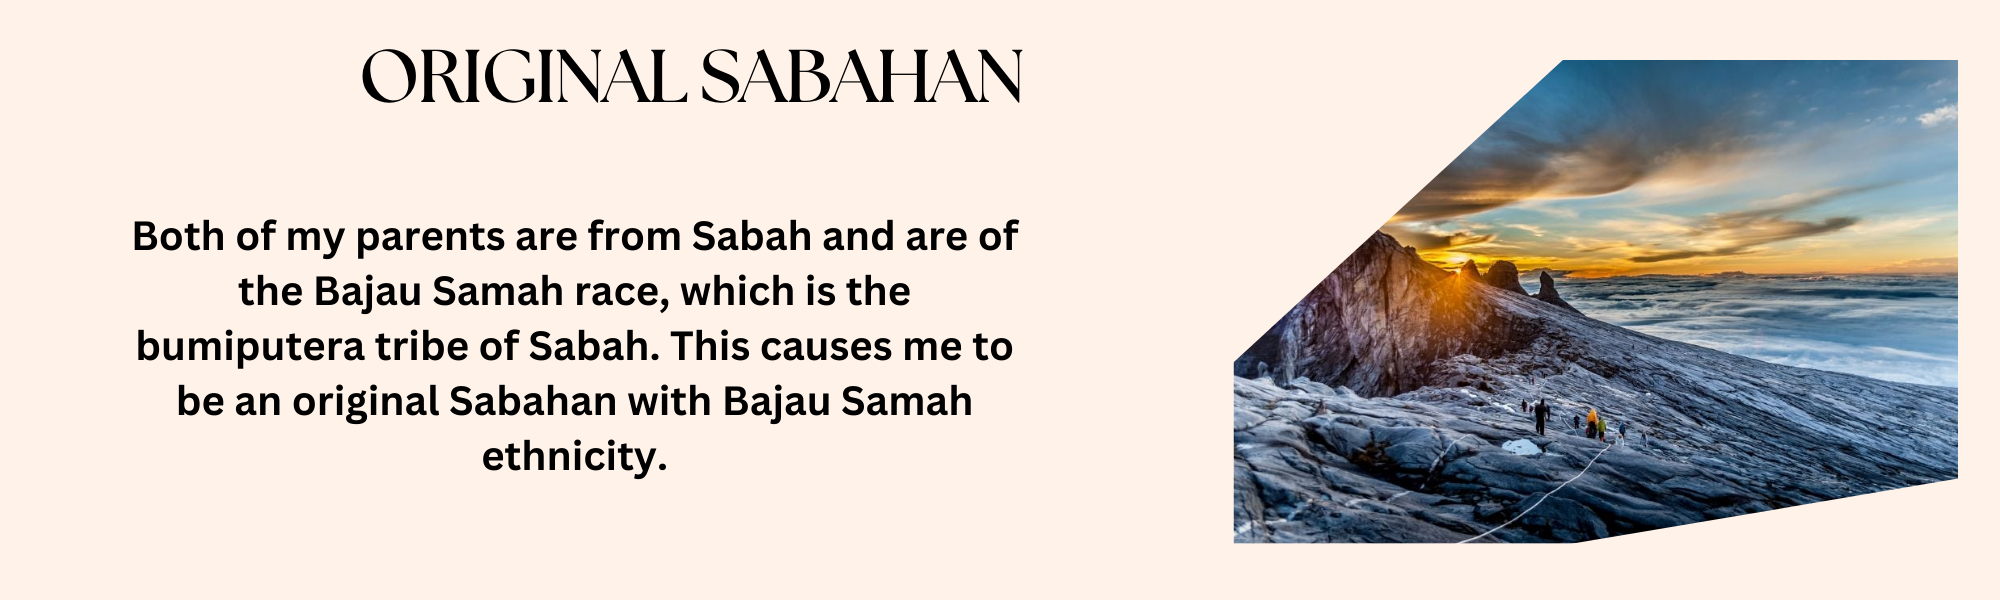 ORIGINAL SABAHAN
Both of my parents are from Sabah and are of
the Bajau Samah race, which is the
bumiputera tribe of Sabah. This causes me to
be an original Sabahan with Bajau Samah
ethnicity.